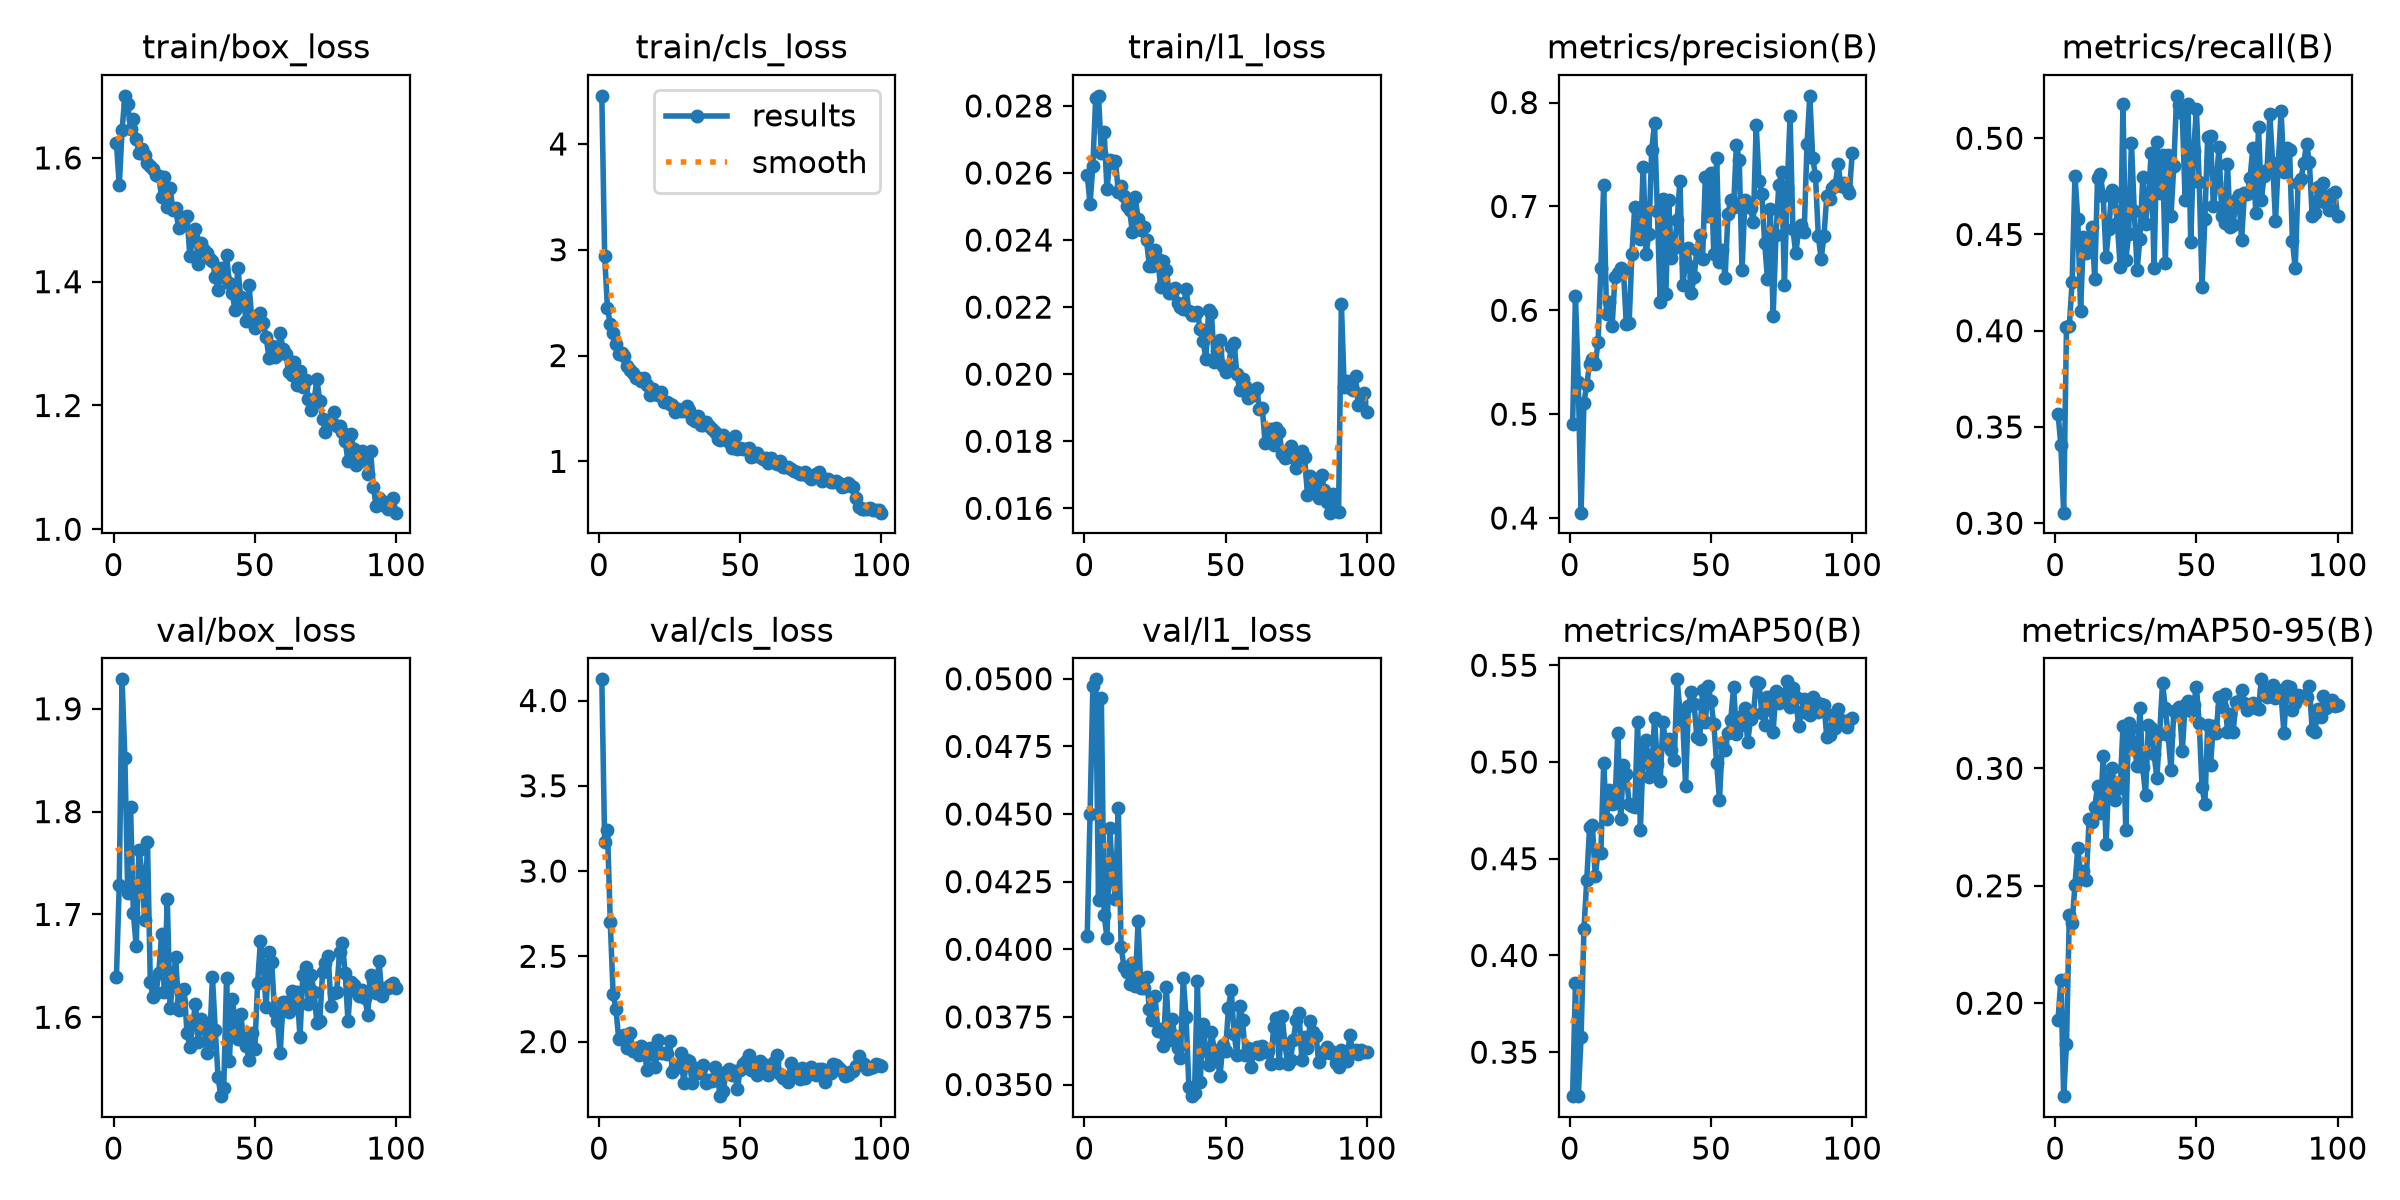 train/box_loss
1.6
1.4
1.2
1.0
0 50 100
train/cls_loss
results
smooth
4
3
2
1
0 50 100
train/l1_loss
0.028
0.026
0.024
0.022
0.020
0.018
0.016
0 50 100
metrics/precision(B)
0.8
0.7
0.6
0.5
0.4
0 50 100
metrics/recall(B)
0.50
0.45
0.40
0.35
0.30
0 50 100
val/box_loss
1.9
1.8
1.7
1.6
0 50 100
val/cls_loss
4.0
3.5
3.0
2.5
2.0
0 50 100
val/l1_loss
0.0500
0.0475
0.0450
0.0425
0.0400
0.0375
0.0350
0 50 100
metrics/mAP50(B)
0.55
0.50
0.45
0.40
0.35
0 50 100
metrics/mAP50-95(B)
0.30
0.25
0.20
0 50 100